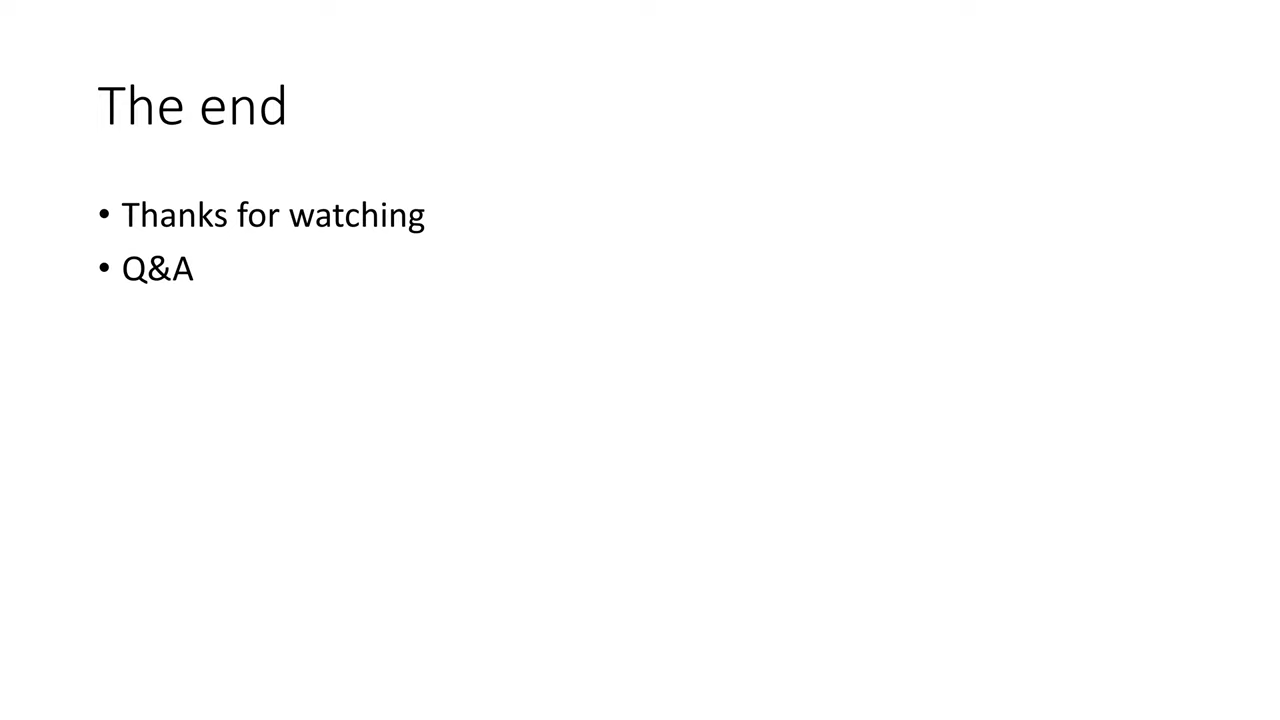 The end
• Thanks for watching
• Q&A